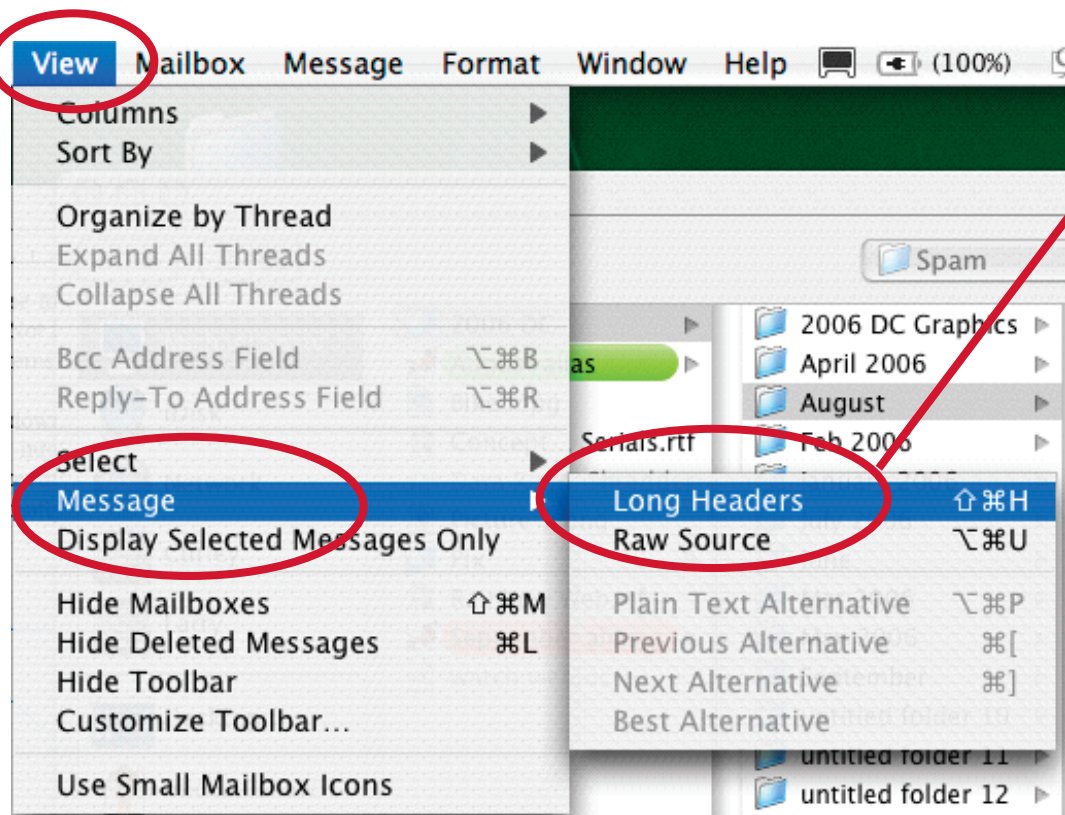 View Mailbox Message Format Window Help (100%)
Columns
Sort By
Organize by Thread
Expand All Threads
Collapse All Threads
Bcc Address Field ⌥⌘B
Reply-To Address Field ⌥⌘R
Select
Message
Display Selected Messages Only
Hide Mailboxes ⇧⌘M
Hide Deleted Messages ⌘L
Hide Toolbar
Customize Toolbar...
Use Small Mailbox Icons
Long Headers ⇧⌘H
Raw Source ⌥⌘U
Plain Text Alternative ⌥⌘P
Previous Alternative ⌘[
Next Alternative ⌘]
Best Alternative
Spam
as
Serials.rtf
2006 DC Graphics
April 2006
August
Feb 2006
untitled folder 11
untitled folder 12